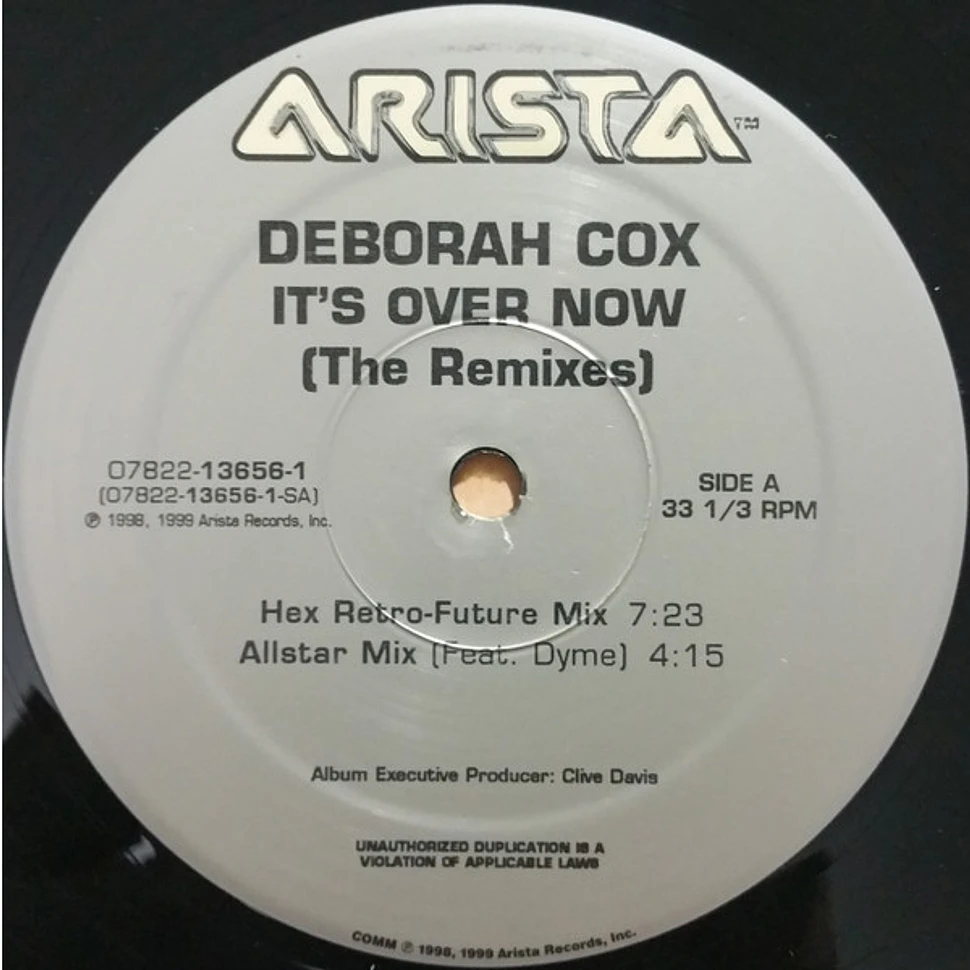 ARISTA™
DEBORAH COX
IT'S OVER NOW
(The Remixes)
07822-13656-1
(07822-13656-1-SA)
℗ 1998, 1999 Arista Records, Inc.
SIDE A
33 1/3 RPM
Hex Retro-Future Mix 7:23
Allstar Mix (Feat. Dyme) 4:15
Album Executive Producer: Clive Davis
UNAUTHORIZED DUPLICATION IS A
VIOLATION OF APPLICABLE LAWS
COMM ℗ 1998, 1999 Arista Records, Inc.